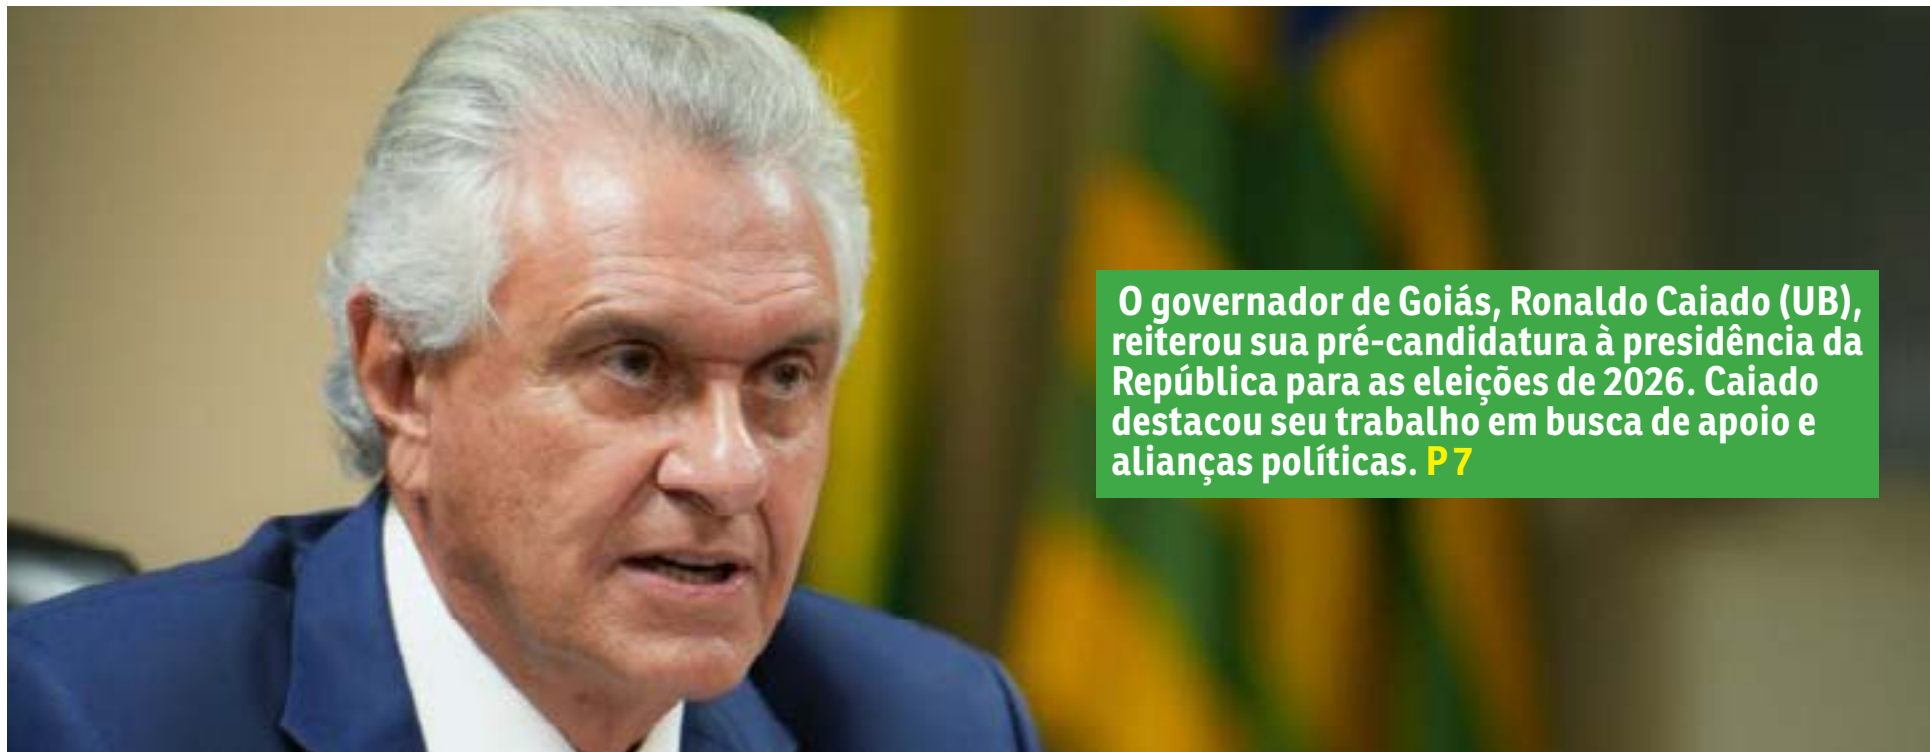 O governador de Goiás, Ronaldo Caiado (UB),
reiterou sua pré-candidatura à presidência da
República para as eleições de 2026. Caiado
destacou seu trabalho em busca de apoio e
alianças políticas. P 7